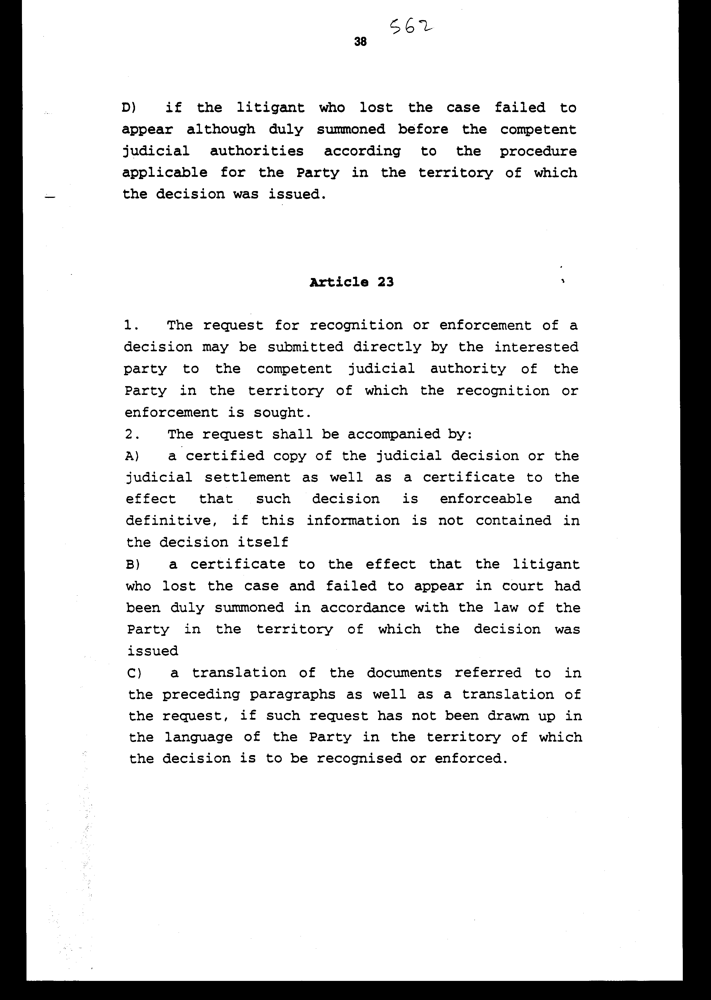 562
38
D) if the litigant who lost the case failed to
appear although duly summoned before the competent
judicial authorities according to the procedure
applicable for the Party in the territory of which
the decision was issued.
Article 23
1. The request for recognition or enforcement of a
decision may be submitted directly by the interested
party to the competent judicial authority of the
Party in the territory of which the recognition or
enforcement is sought.
2. The request shall be accompanied by:
A) a certified copy of the judicial decision or the
judicial settlement as well as a certificate to the
effect that such decision is enforceable and
definitive, if this information is not contained in
the decision itself
B) a certificate to the effect that the litigant
who lost the case and failed to appear in court had
been duly summoned in accordance with the law of the
Party in the territory of which the decision was
issued
C) a translation of the documents referred to in
the preceding paragraphs as well as a translation of
the request, if such request has not been drawn up in
the language of the Party in the territory of which
the decision is to be recognised or enforced.